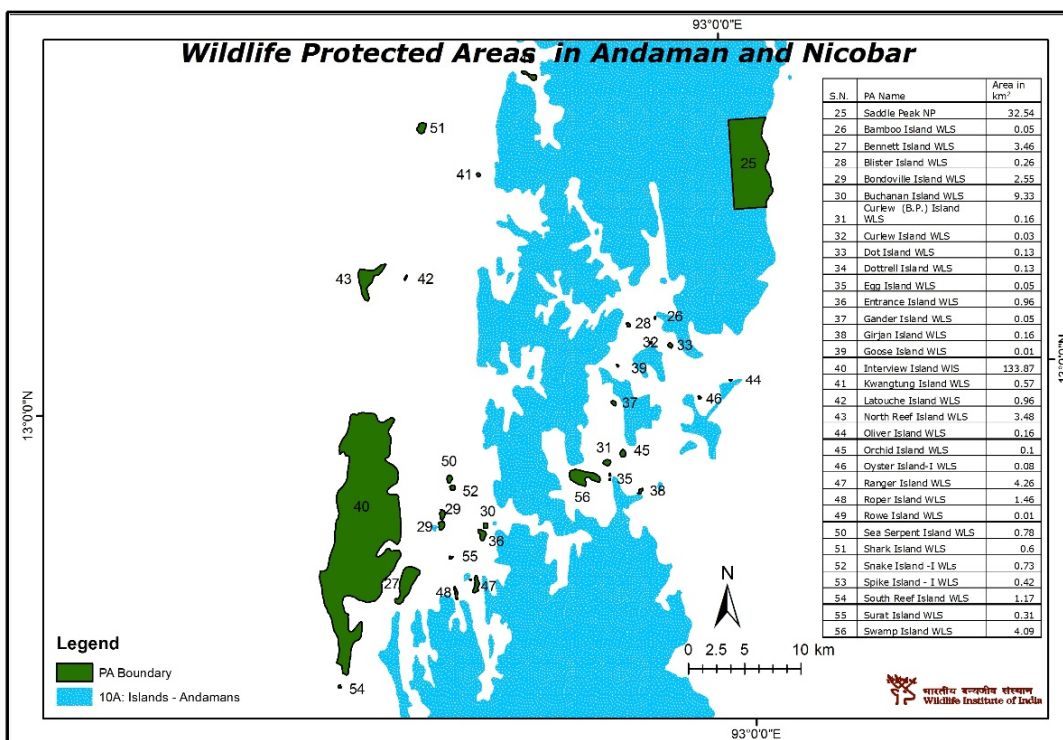 93°0'0"E
Wildlife Protected Areas in Andaman and Nicobar
S.N. PA Name Area in km²
25 Saddle Peak NP 32.54
26 Bamboo Island WLS 0.05
27 Bennett Island WLS 3.46
28 Blister Island WLS 0.26
29 Bondoville Island WLS 2.55
30 Buchanan Island WLS 9.33
31 Curlew (B.P.) Island WLS 0.16
32 Curlew Island WLS 0.03
33 Dot Island WLS 0.13
34 Dottrell Island WLS 0.13
35 Egg Island WLS 0.05
36 Entrance Island WLS 0.96
37 Gander Island WLS 0.05
38 Girjan Island WLS 0.16
39 Goose Island WLS 0.01
40 Interview Island WlS 133.87
41 Kwangtung Island WLS 0.57
42 Latouche Island WLS 0.96
43 North Reef Island WLS 3.48
44 Oliver Island WLS 0.16
45 Orchid Island WLS 0.1
46 Oyster Island-I WLS 0.08
47 Ranger Island WLS 4.26
48 Roper Island WLS 1.46
49 Rowe Island WLS 0.01
50 Sea Serpent Island WLS 0.78
51 Shark Island WLS 0.6
52 Snake Island -I WLs 0.73
53 Spike Island - I WLS 0.42
54 South Reef Island WLS 1.17
55 Surat Island WLS 0.31
56 Swamp Island WLS 4.09
51
25
41
43
42
28
26
32
33
39
44
37
46
13°0'0"N
31
45
50
56
35
52
38
40
29
30
29
36
55
27
48
47
54
N
0 2.5 5 10 km
Legend
PA Boundary
10A: Islands - Andamans
भारतीय वन्यजीव संस्थान
Wildlife Institute of India
93°0'0"E